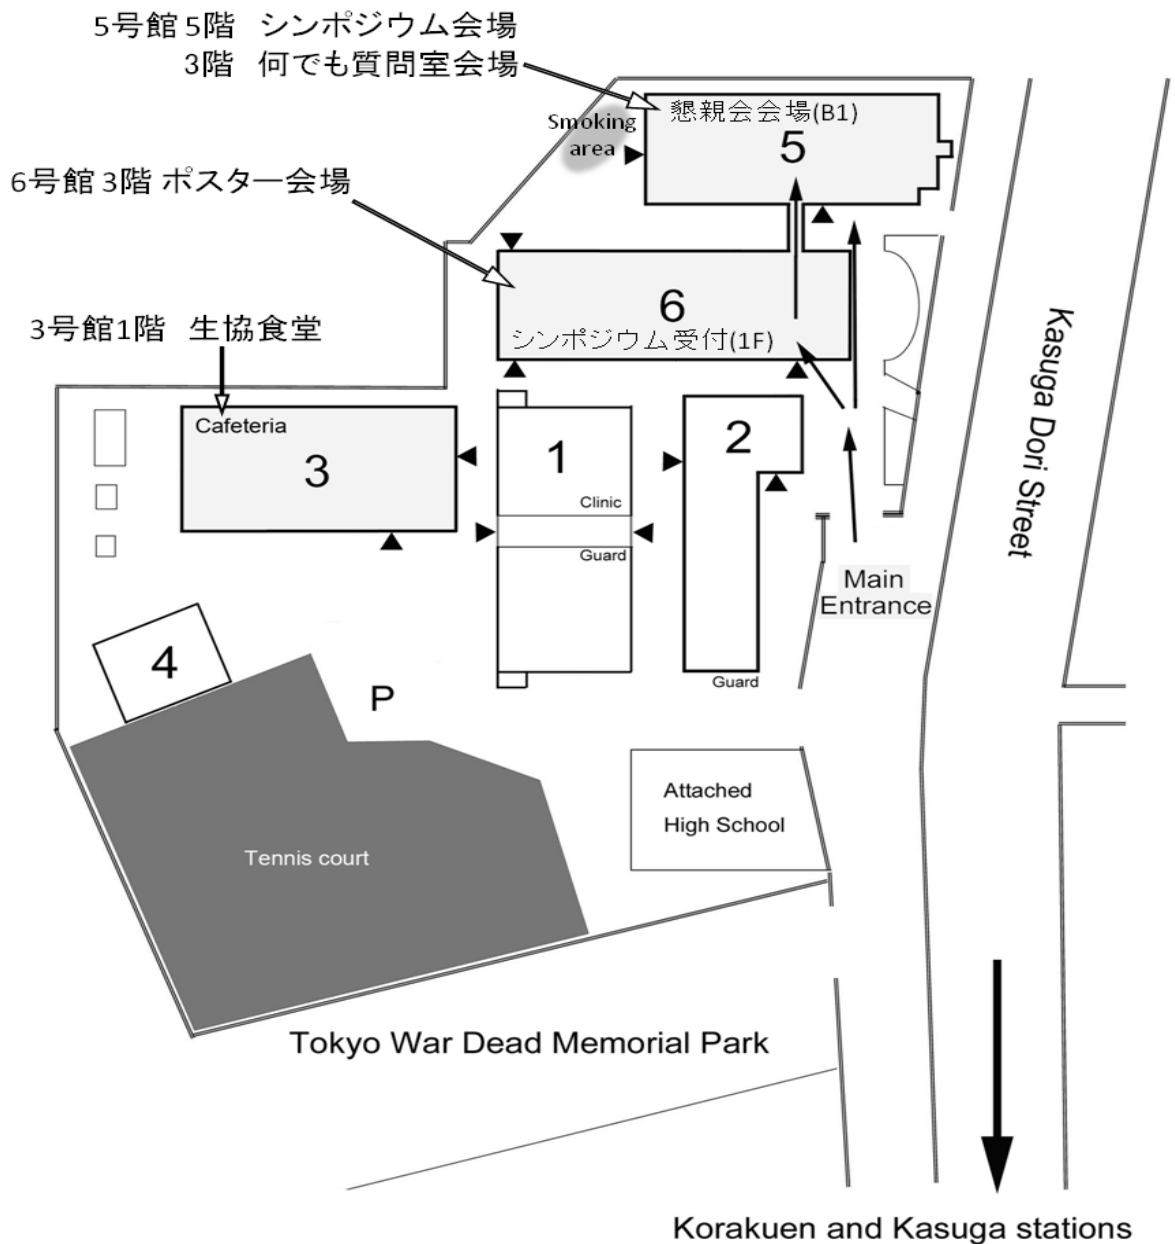 5号館 5階 シンポジウム会場
3階 何でも質問室会場
懇親会会場(B1)
Smoking
area
5
6号館 3階 ポスター会場
6
シンポジウム受付(1F)
3号館1階 生協食堂
Cafeteria
3
1
Clinic
Guard
2
Guard
Kasuga Dori Street
Main
Entrance
4
P
Attached
High School
Tennis court
Tokyo War Dead Memorial Park
Korakuen and Kasuga stations